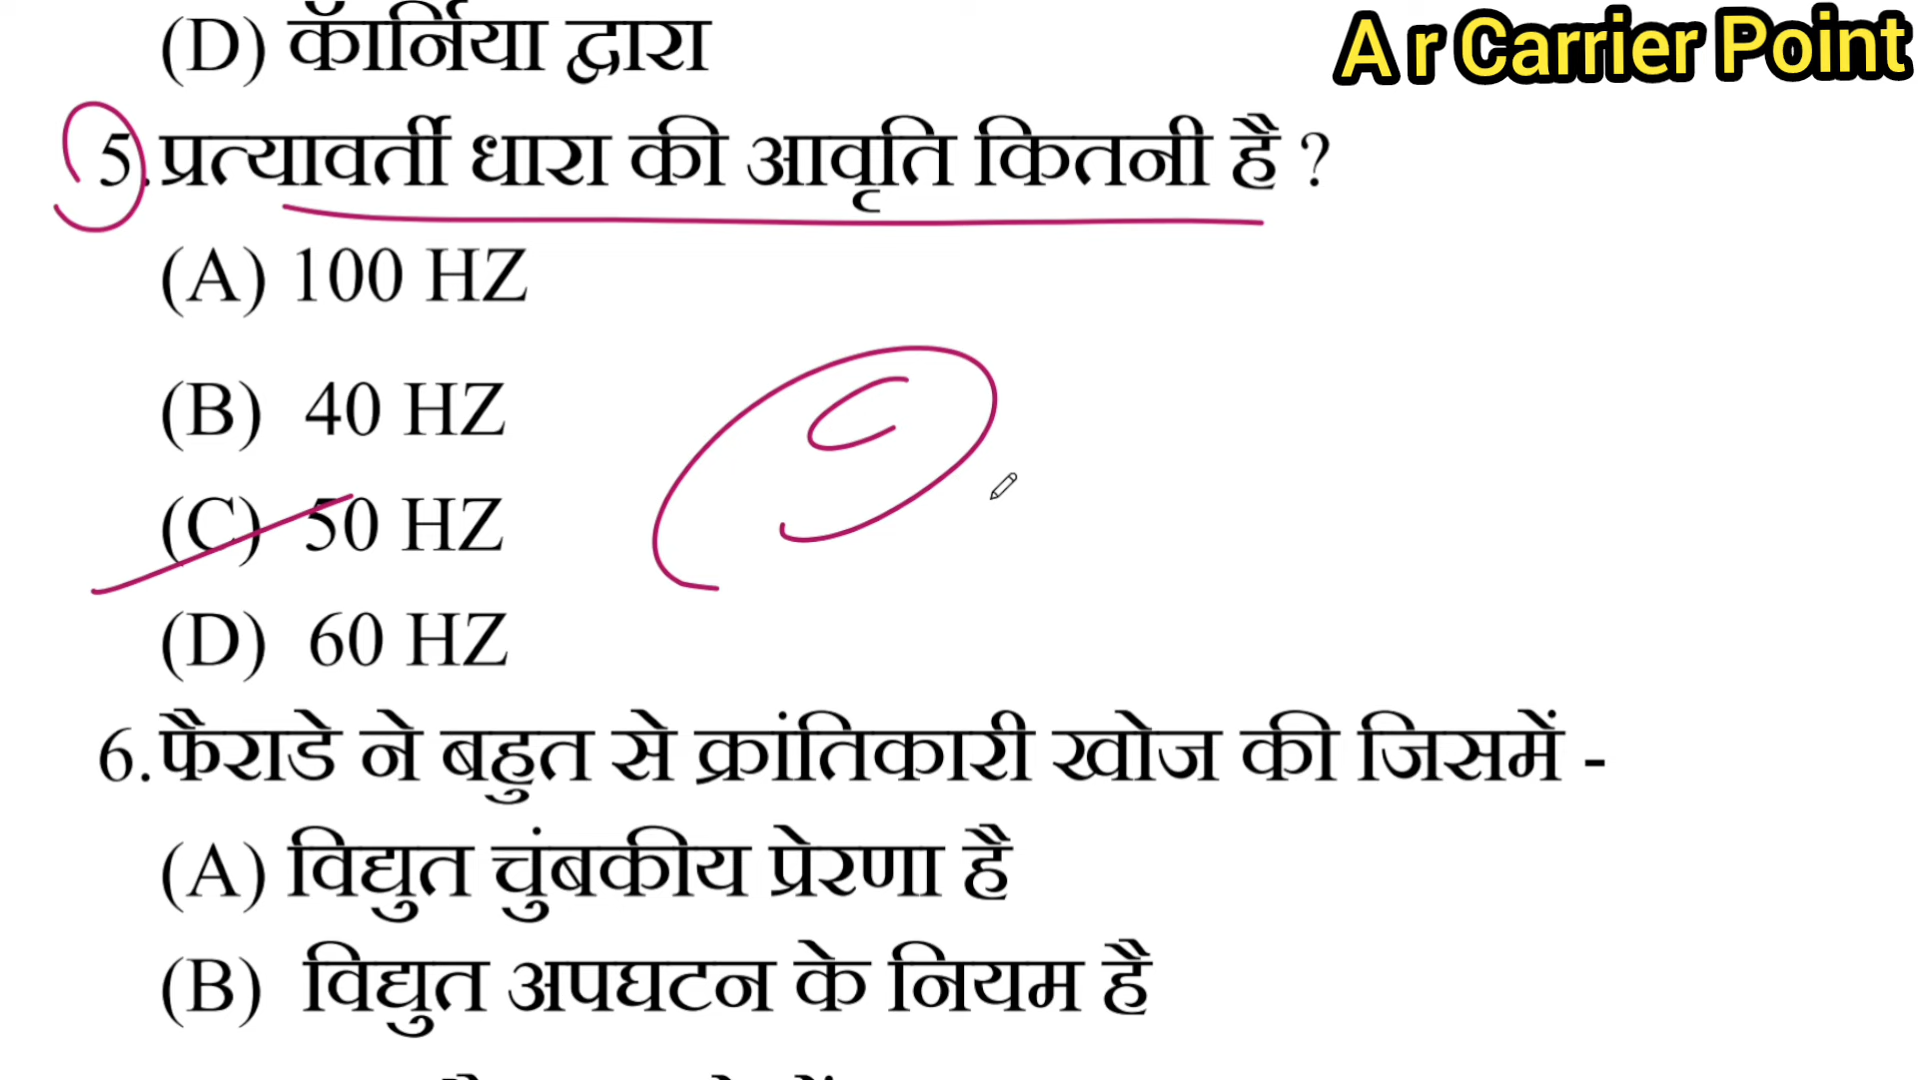 (D) कॉर्निया द्वारा
A r Carrier Point
5. प्रत्यावर्ती धारा की आवृति कितनी है ?
(A) 100 HZ
(B) 40 HZ
C
(C) 50 HZ
(D) 60 HZ
6. फैराडे ने बहुत से क्रांतिकारी खोज की जिसमें -
(A) विद्युत चुंबकीय प्रेरणा है
(B) विद्युत अपघटन के नियम है